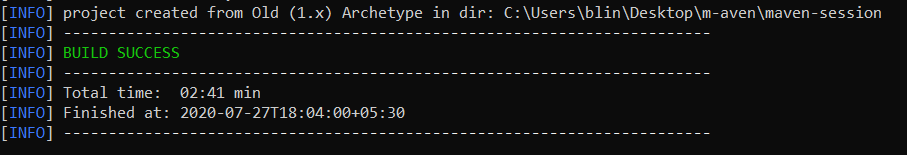 [INFO] project created from Old (1.x) Archetype in dir: C:\Users\blin\Desktop\m-aven\maven-session
[INFO] ------------------------------------------------------------------------
[INFO] BUILD SUCCESS
[INFO] ------------------------------------------------------------------------
[INFO] Total time:  02:41 min
[INFO] Finished at: 2020-07-27T18:04:00+05:30
[INFO] ------------------------------------------------------------------------